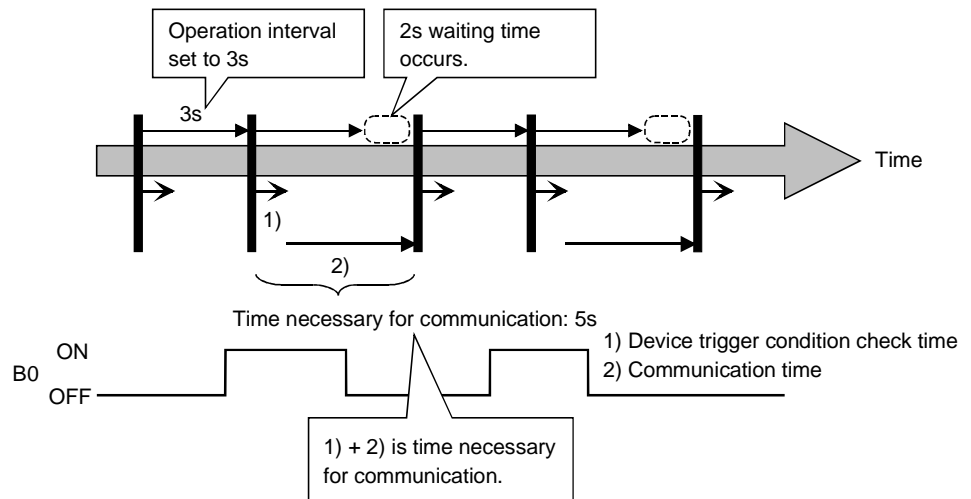 Operation interval
set to 3s
2s waiting time
occurs.
3s
Time
1)
2)
Time necessary for communication: 5s
1) Device trigger condition check time
2) Communication time
ON
B0
OFF
1) + 2) is time necessary
for communication.